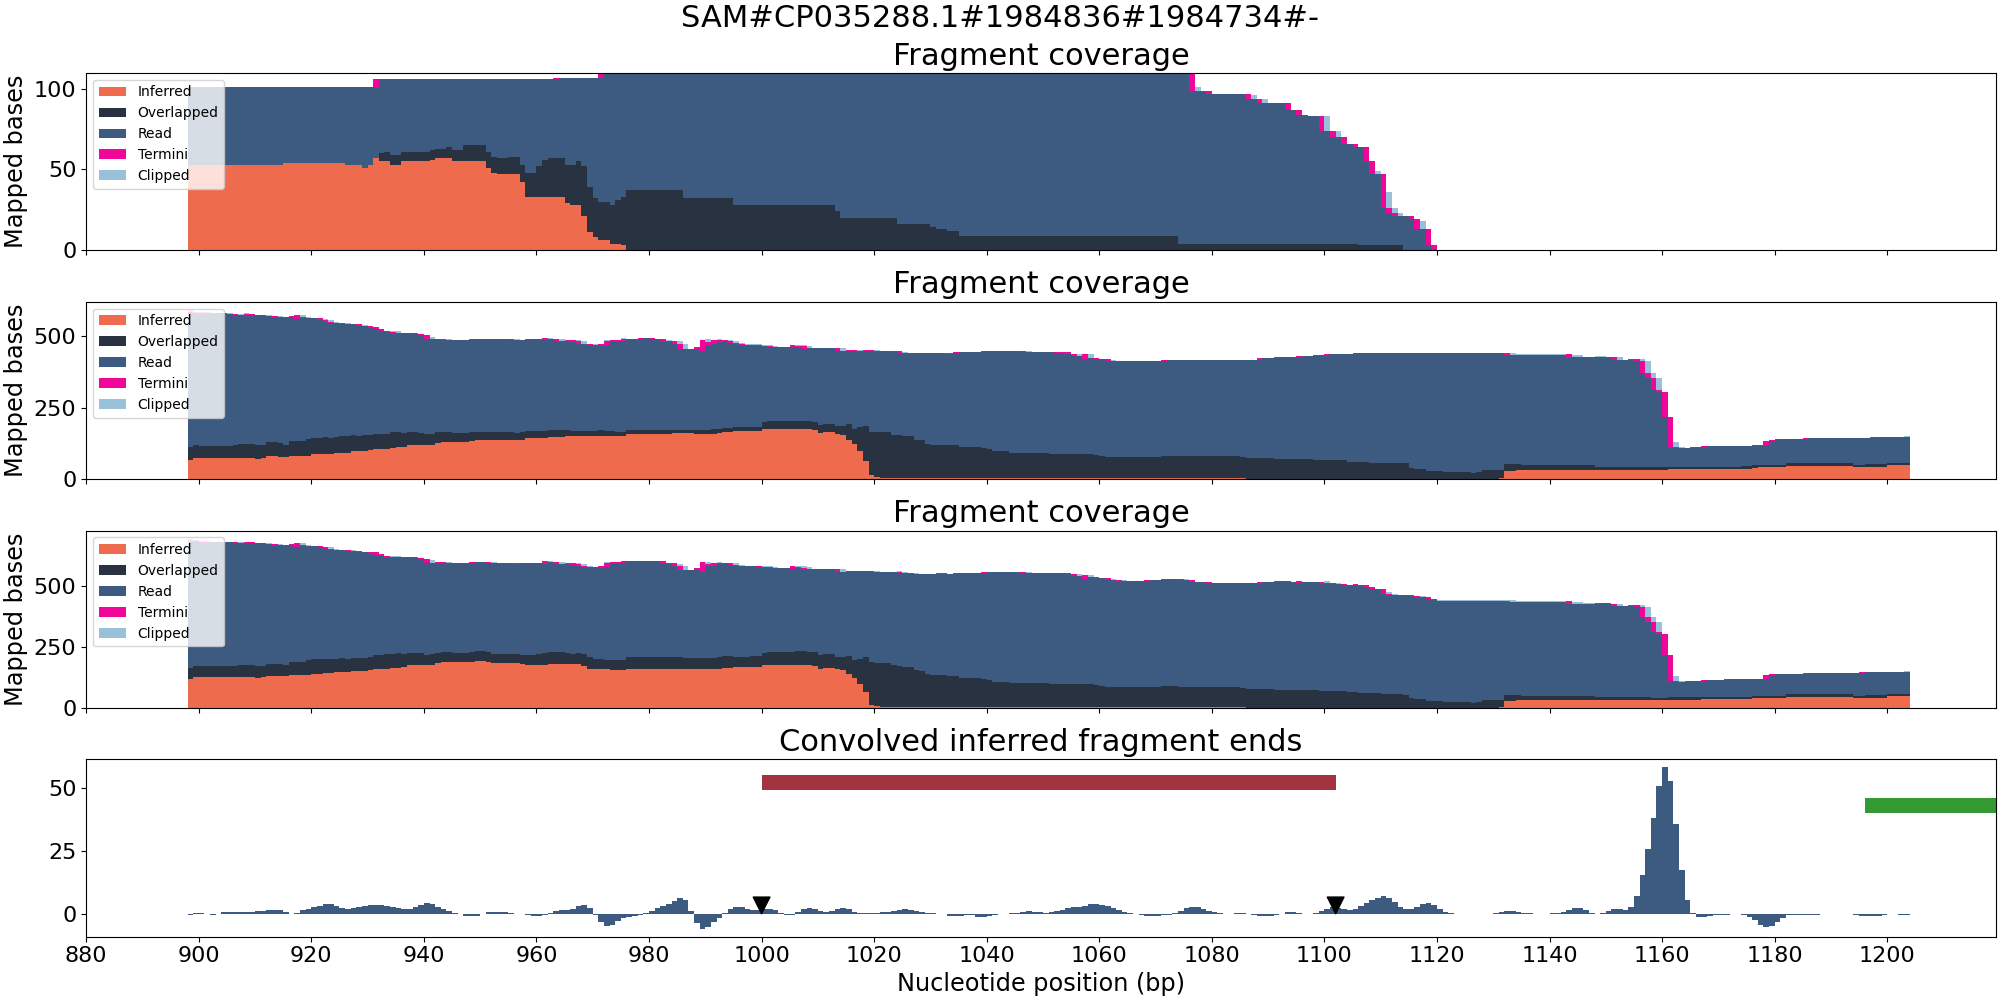 SAM#CP035288.1#1984836#1984734#-
Fragment coverage
Mapped bases
100
50
0
Inferred
Overlapped
Read
Termini
Clipped
Fragment coverage
Mapped bases
500
250
0
Inferred
Overlapped
Read
Termini
Clipped
Fragment coverage
Mapped bases
500
250
0
Inferred
Overlapped
Read
Termini
Clipped
Convolved inferred fragment ends
50
25
0
880 900 920 940 960 980 1000 1020 1040 1060 1080 1100 1120 1140 1160 1180 1200
Nucleotide position (bp)